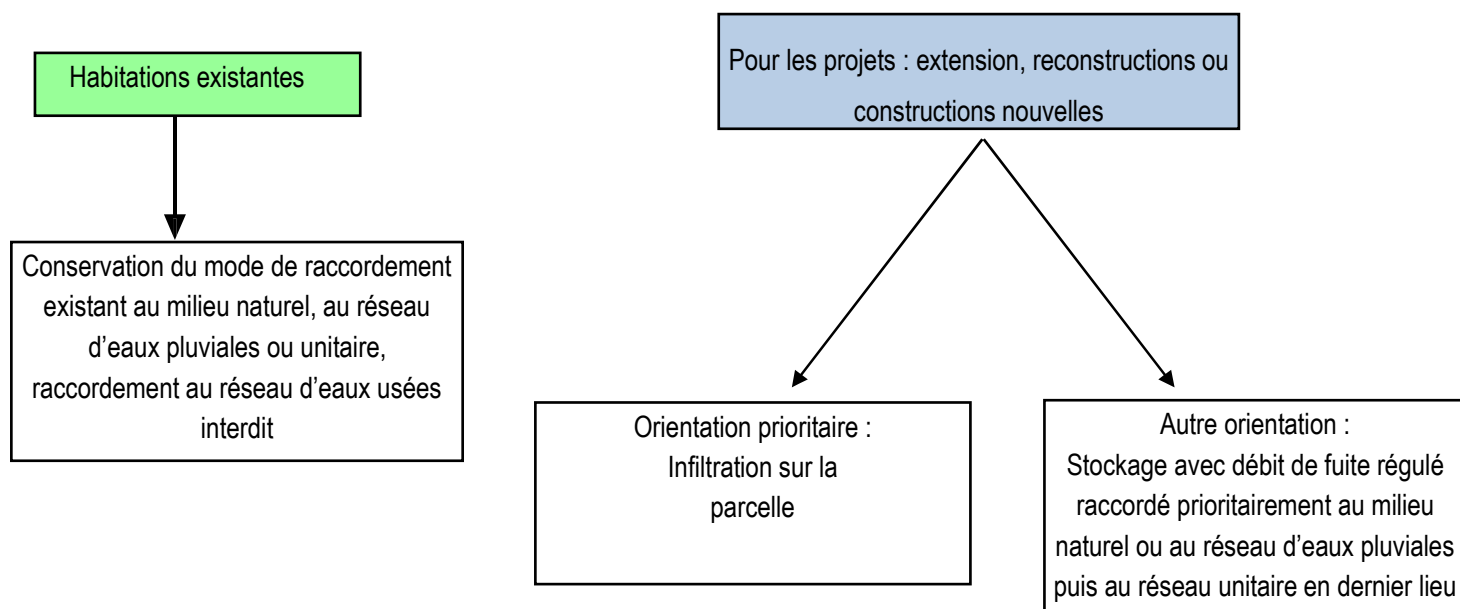 Habitations existantes
Conservation du mode de raccordement
existant au milieu naturel, au réseau
d’eaux pluviales ou unitaire,
raccordement au réseau d’eaux usées
interdit
Pour les projets : extension, reconstructions ou
constructions nouvelles
Orientation prioritaire :
Infiltration sur la
parcelle
Autre orientation :
Stockage avec débit de fuite régulé
raccordé prioritairement au milieu
naturel ou au réseau d’eaux pluviales
puis au réseau unitaire en dernier lieu